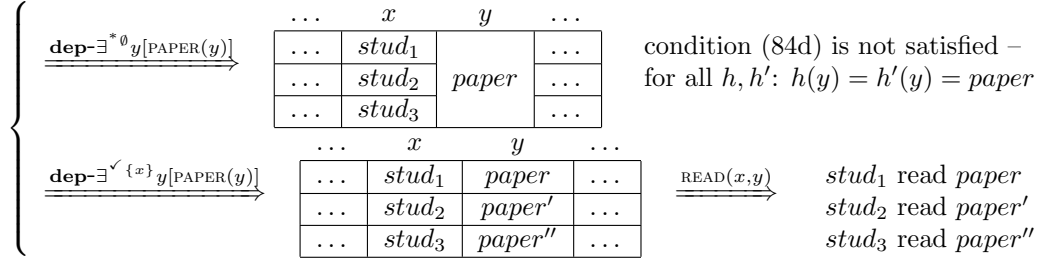 … x y …
dep-∃*∅y[PAPER(y)] … stud₁ paper … condition (84d) is not satisfied –
… stud₂ … for all h, h′: h(y) = h′(y) = paper
… stud₃ …
… x y …
dep-∃✓{x}y[PAPER(y)] … stud₁ paper … READ(x,y) stud₁ read paper
… stud₂ paper′ … stud₂ read paper′
… stud₃ paper′′ … stud₃ read paper′′